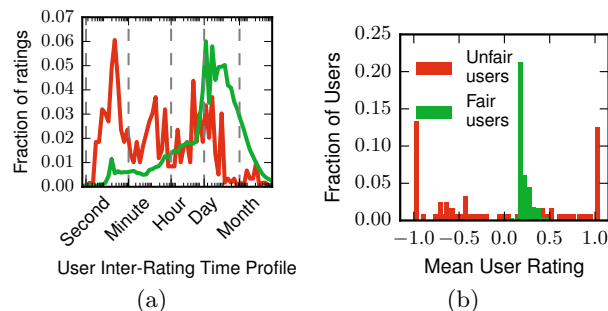 0.07
0.06
0.05
0.04
0.03
0.02
0.01
0.00
Fraction of ratings
Second
Minute
Hour
Day
Month
User Inter-Rating Time Profile
(a)
0.25
0.20
0.15
0.10
0.05
0.00
Fraction of Users
Unfair
users
Fair
users
−1.0 −0.5 0.0 0.5 1.0
Mean User Rating
(b)